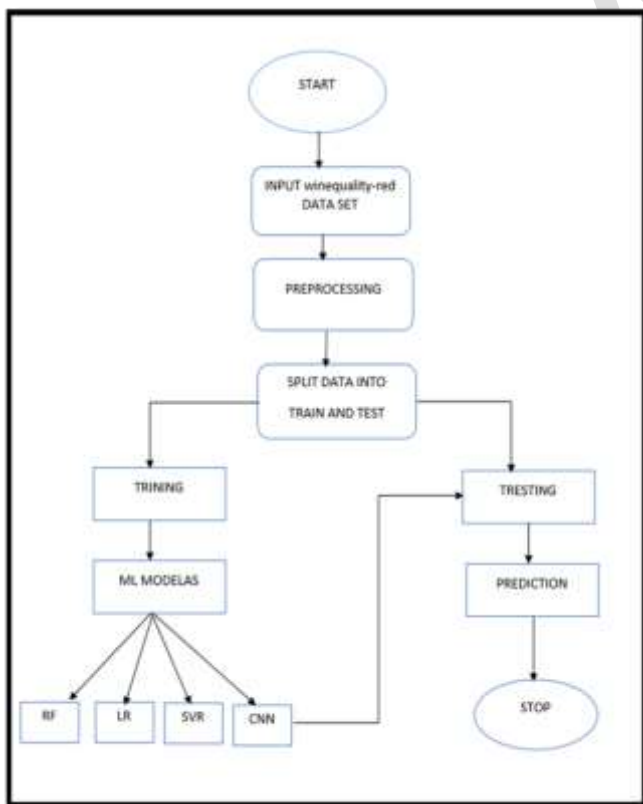 START
INPUT winequality-red
DATA SET
PREPROCESSING
SPLIT DATA INTO
TRAIN AND TEST
TRINING
TRESTING
ML MODELAS
PREDICTION
RF
LR
SVR
CNN
STOP